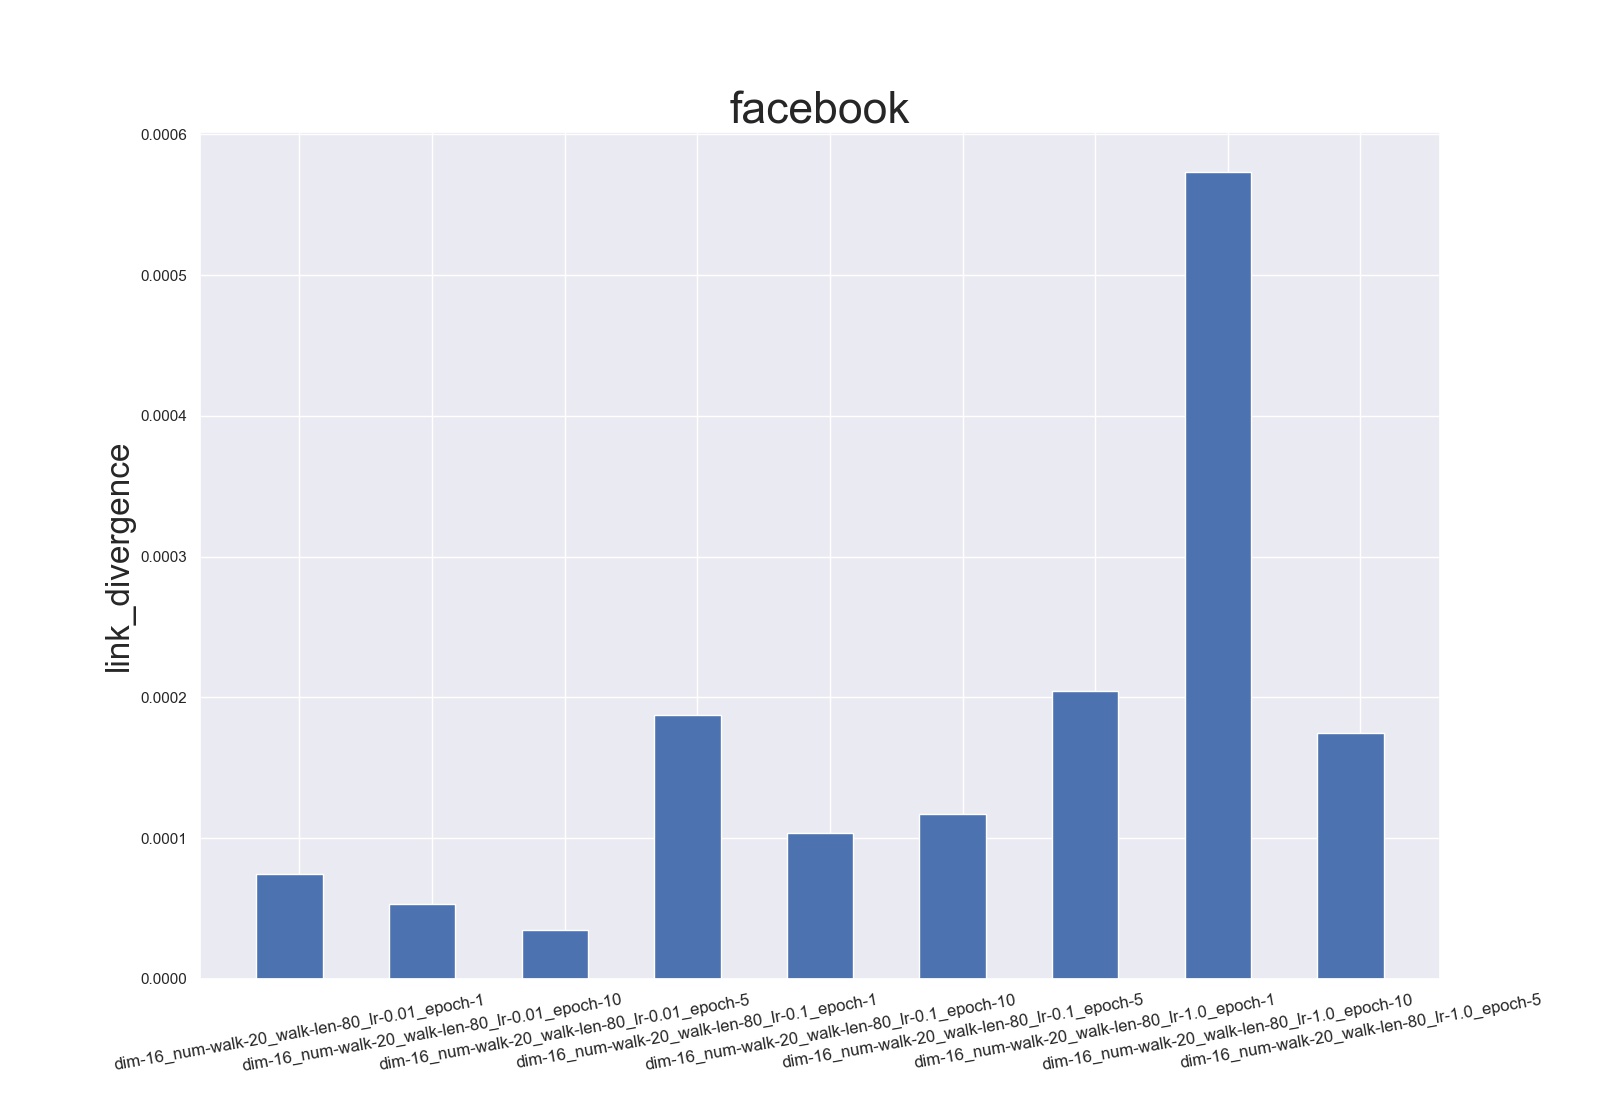 facebook
link_divergence
0.0006
0.0005
0.0004
0.0003
0.0002
0.0001
0.0000
dim-16_num-walk-20_walk-len-80_lr-0.01_epoch-1
dim-16_num-walk-20_walk-len-80_lr-0.01_epoch-10
dim-16_num-walk-20_walk-len-80_lr-0.01_epoch-5
dim-16_num-walk-20_walk-len-80_lr-0.1_epoch-1
dim-16_num-walk-20_walk-len-80_lr-0.1_epoch-10
dim-16_num-walk-20_walk-len-80_lr-0.1_epoch-5
dim-16_num-walk-20_walk-len-80_lr-1.0_epoch-1
dim-16_num-walk-20_walk-len-80_lr-1.0_epoch-10
dim-16_num-walk-20_walk-len-80_lr-1.0_epoch-5